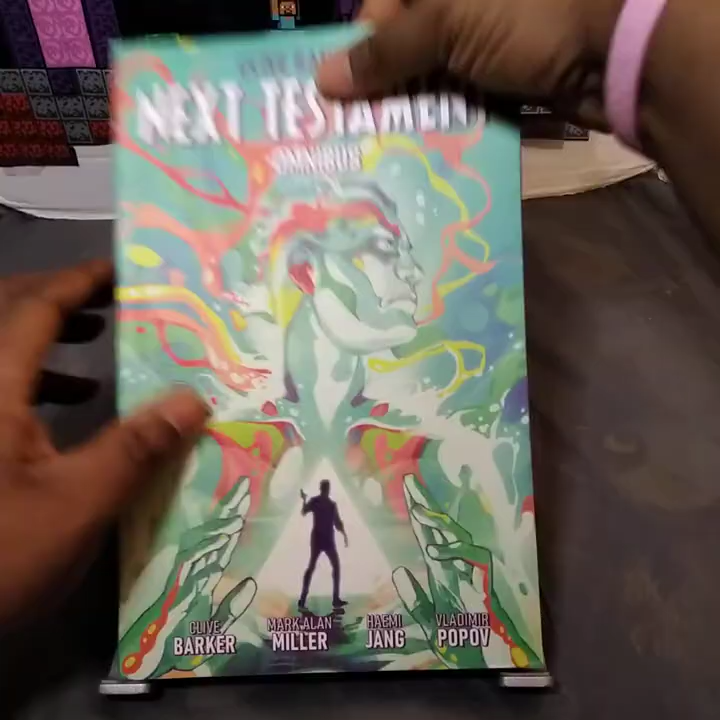 NEXT TESTAMENT
OMNIBUS
CLIVE BARKER
MARK ALAN MILLER
HAEMI JANG
VLADIMIR POPOV